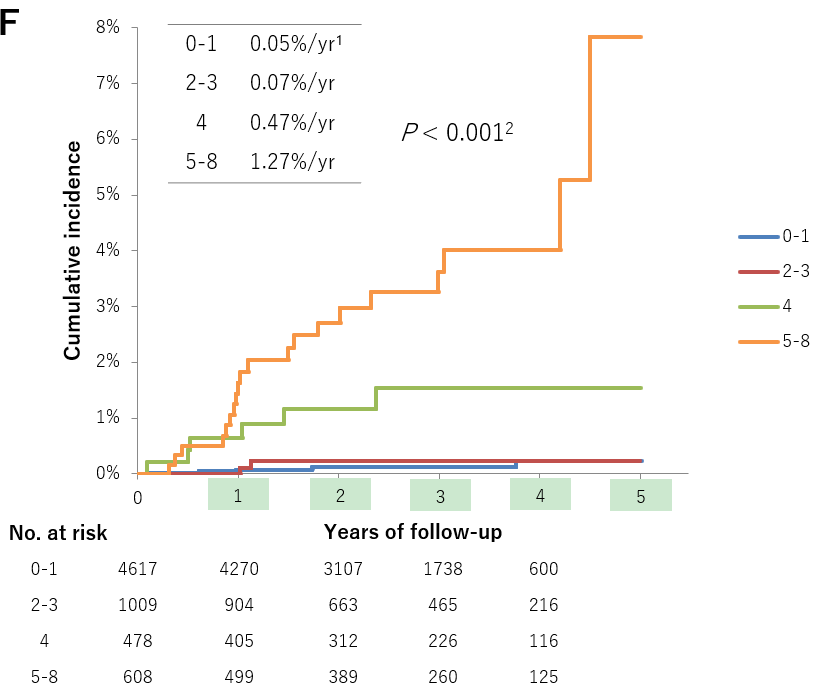 F
8%
7%
6%
5%
4%
3%
2%
1%
0%
Cumulative incidence
0-1 0.05%/yr¹
2-3 0.07%/yr
4 0.47%/yr
5-8 1.27%/yr
P < 0.001²
0-1
2-3
4
5-8
0 1 2 3 4 5
No. at risk Years of follow-up
0-1 4617 4270 3107 1738 600
2-3 1009 904 663 465 216
4 478 405 312 226 116
5-8 608 499 389 260 125